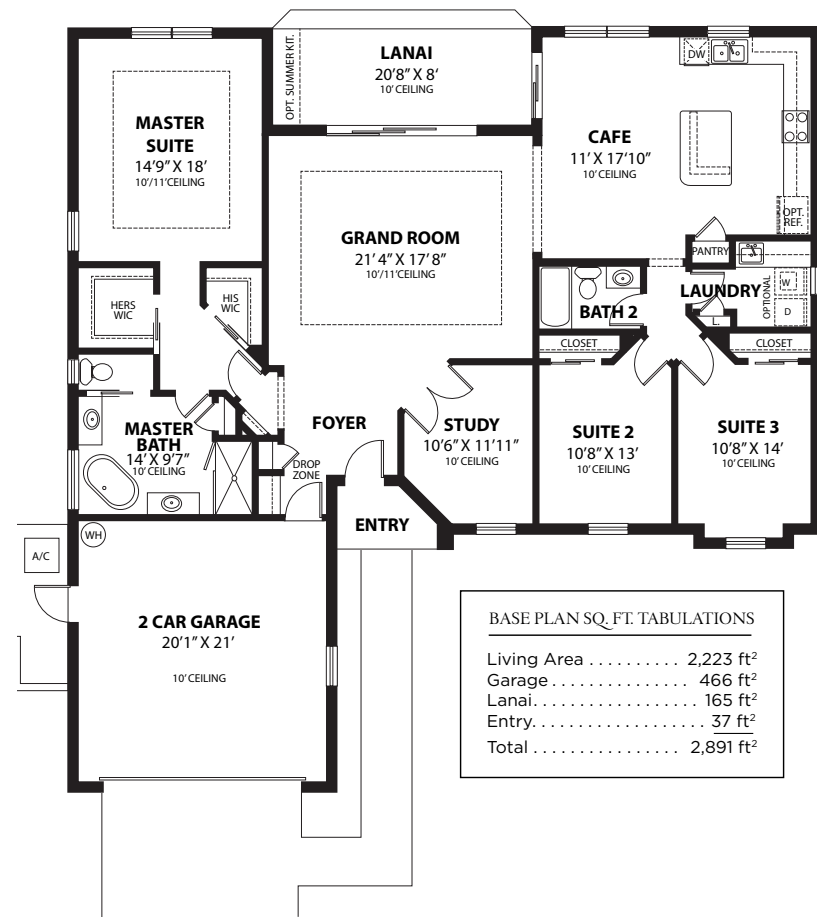 LANAI
20'8" X 8'
10' CEILING
OPT. SUMMER KIT.
MASTER
SUITE
14'9" X 18'
10'/11'CEILING
DW
CAFE
11' X 17'10"
10' CEILING
OPT.
REF.
GRAND ROOM
21' 4" X 17' 8"
10'/11'CEILING
PANTRY
HERS
WIC
HIS
WIC
BATH 2
LAUNDRY
OPTIONAL
W
D
L.
CLOSET
CLOSET
MASTER
BATH
14' X 9'7"
10' CEILING
FOYER
DROP
ZONE
STUDY
10'6" X 11'11"
10' CEILING
SUITE 2
10'8" X 13'
10' CEILING
SUITE 3
10'8" X 14'
10' CEILING
ENTRY
WH
A/C
2 CAR GARAGE
20'1" X 21'
10' CEILING
BASE PLAN SQ. FT. TABULATIONS
Living Area . . . . . . . . . 2,223 ft²
Garage . . . . . . . . . . . . . . . 466 ft²
Lanai. . . . . . . . . . . . . . . . . . 165 ft²
Entry. . . . . . . . . . . . . . . . . . . 37 ft²
Total . . . . . . . . . . . . . . . . 2,891 ft²